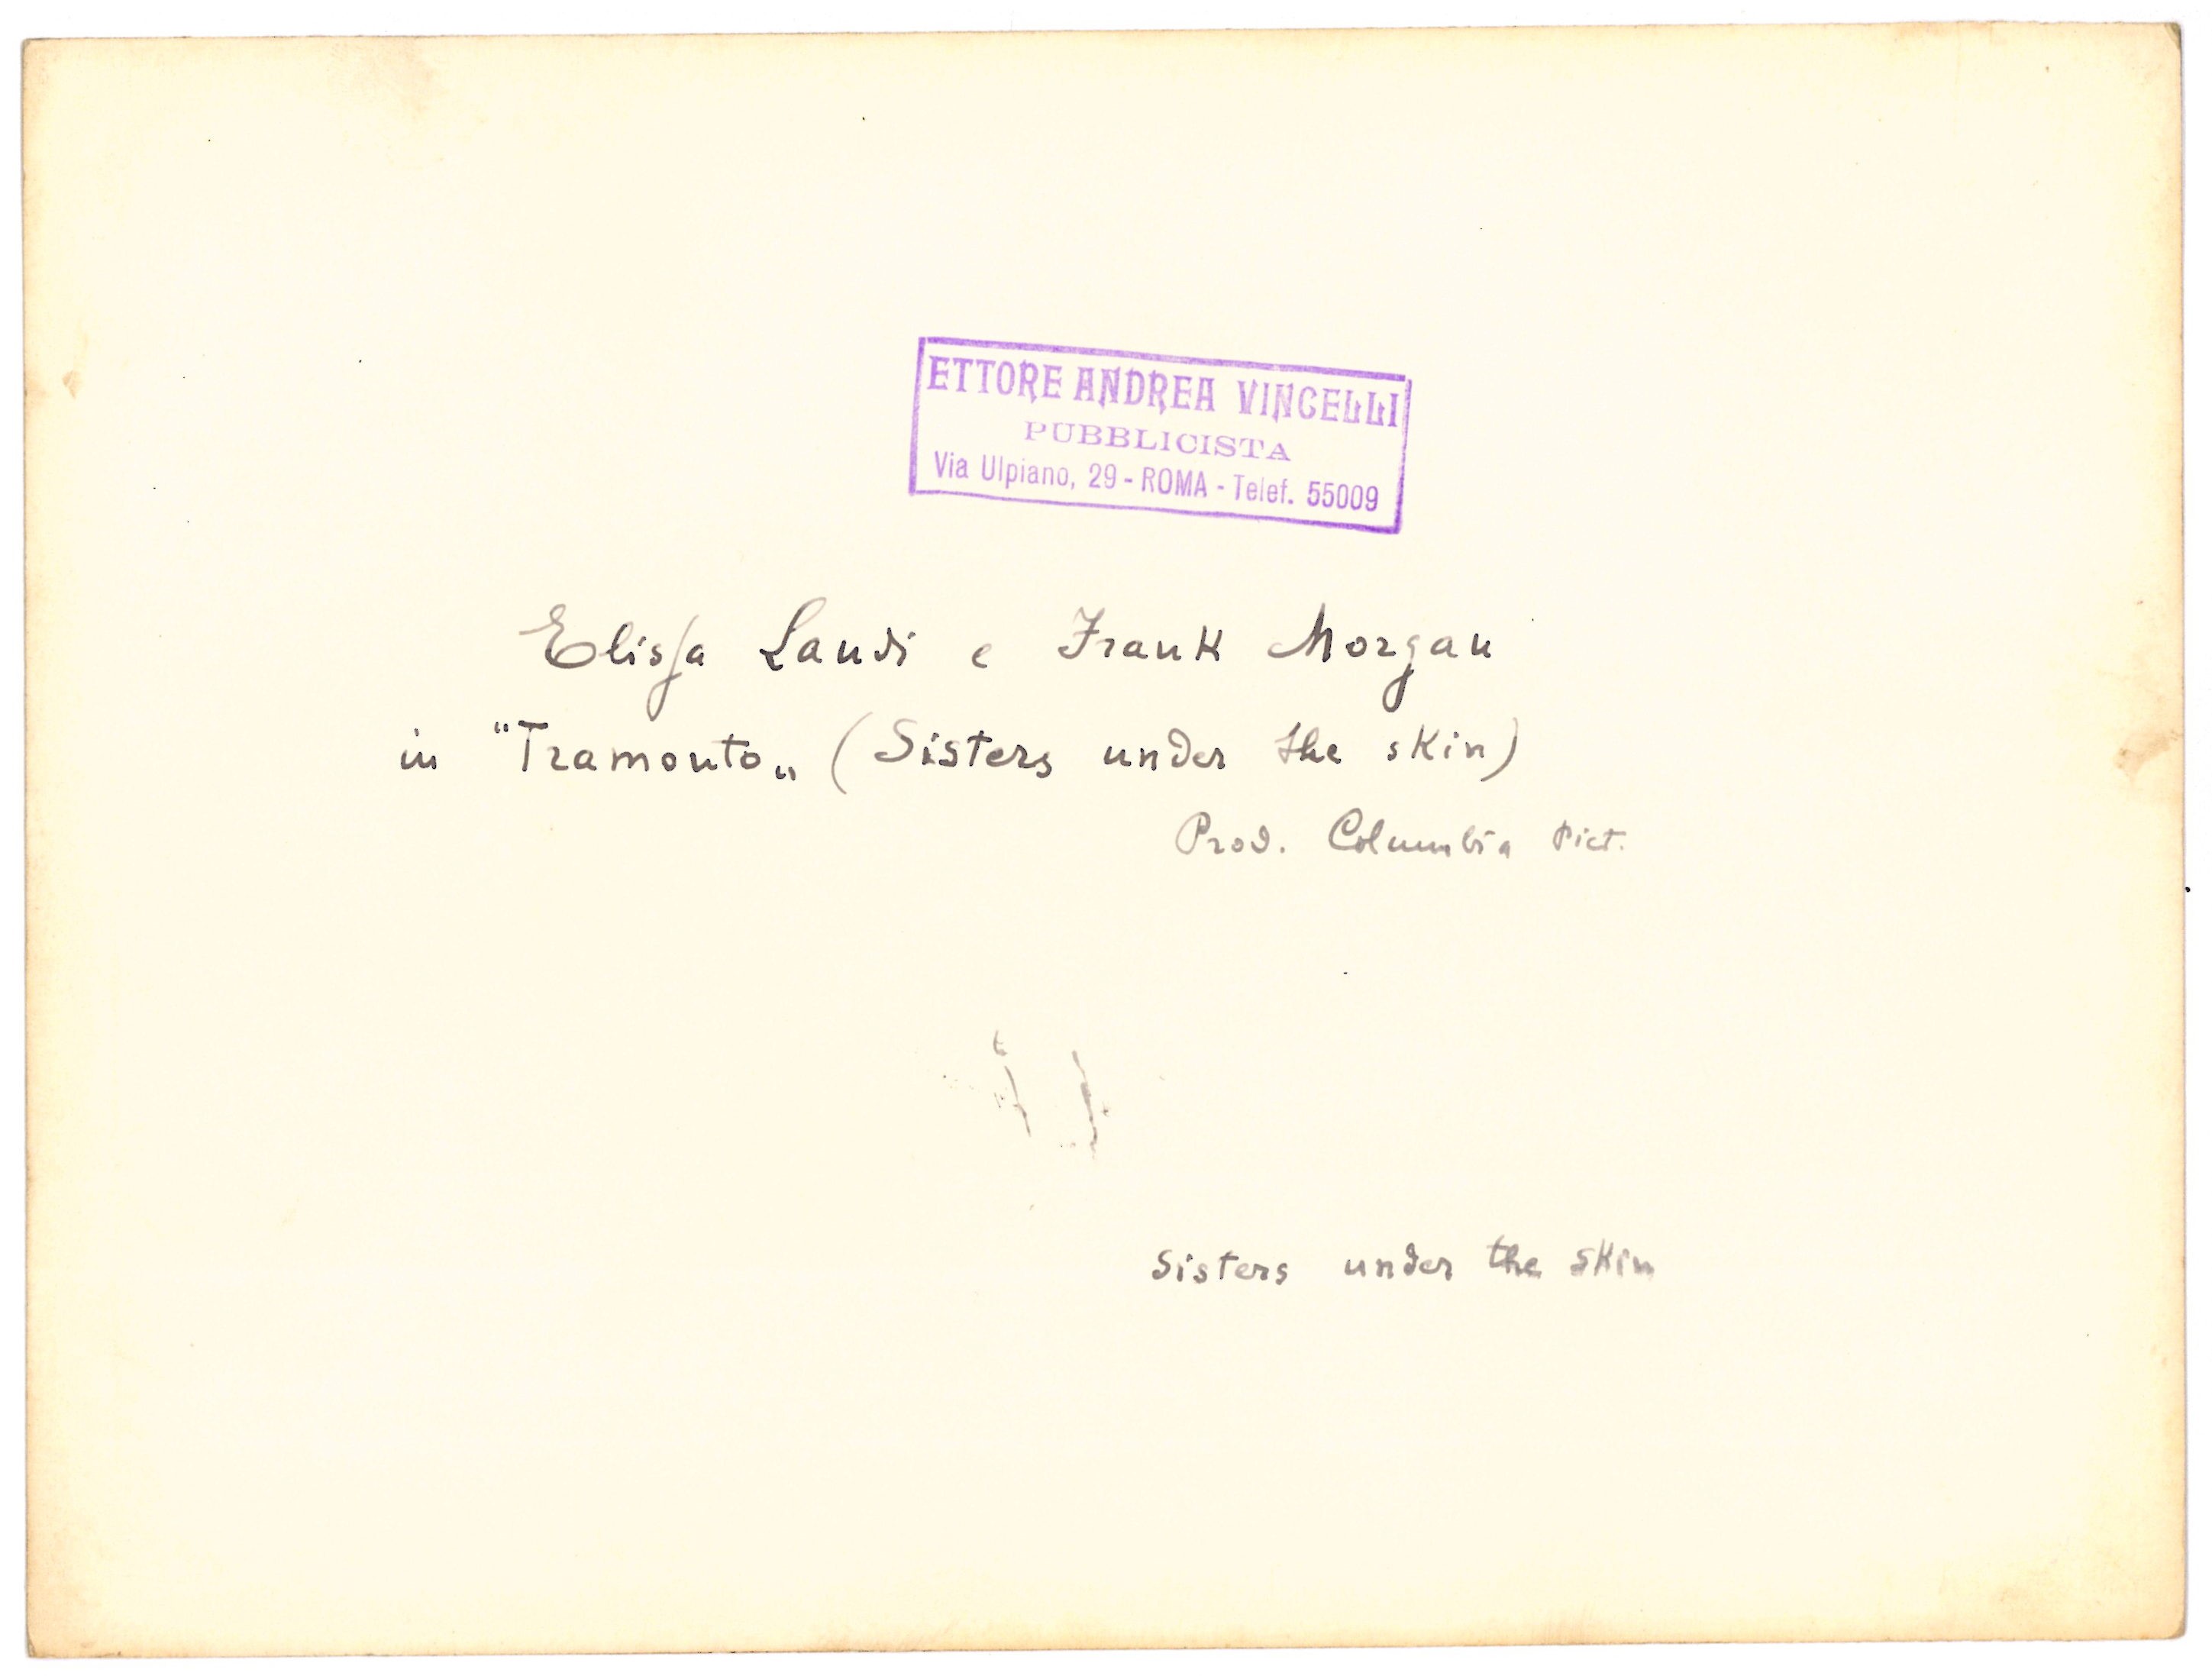 ETTORE ANDREA VINCELLI
PUBBLICISTA
Via Ulpiano, 29 - ROMA - Telef. 55009
Elissa Landi e Frank Morgan
in "Tramonto„ (Sisters under the skin)
Prod. Columbia Pict.
Sisters under the skin